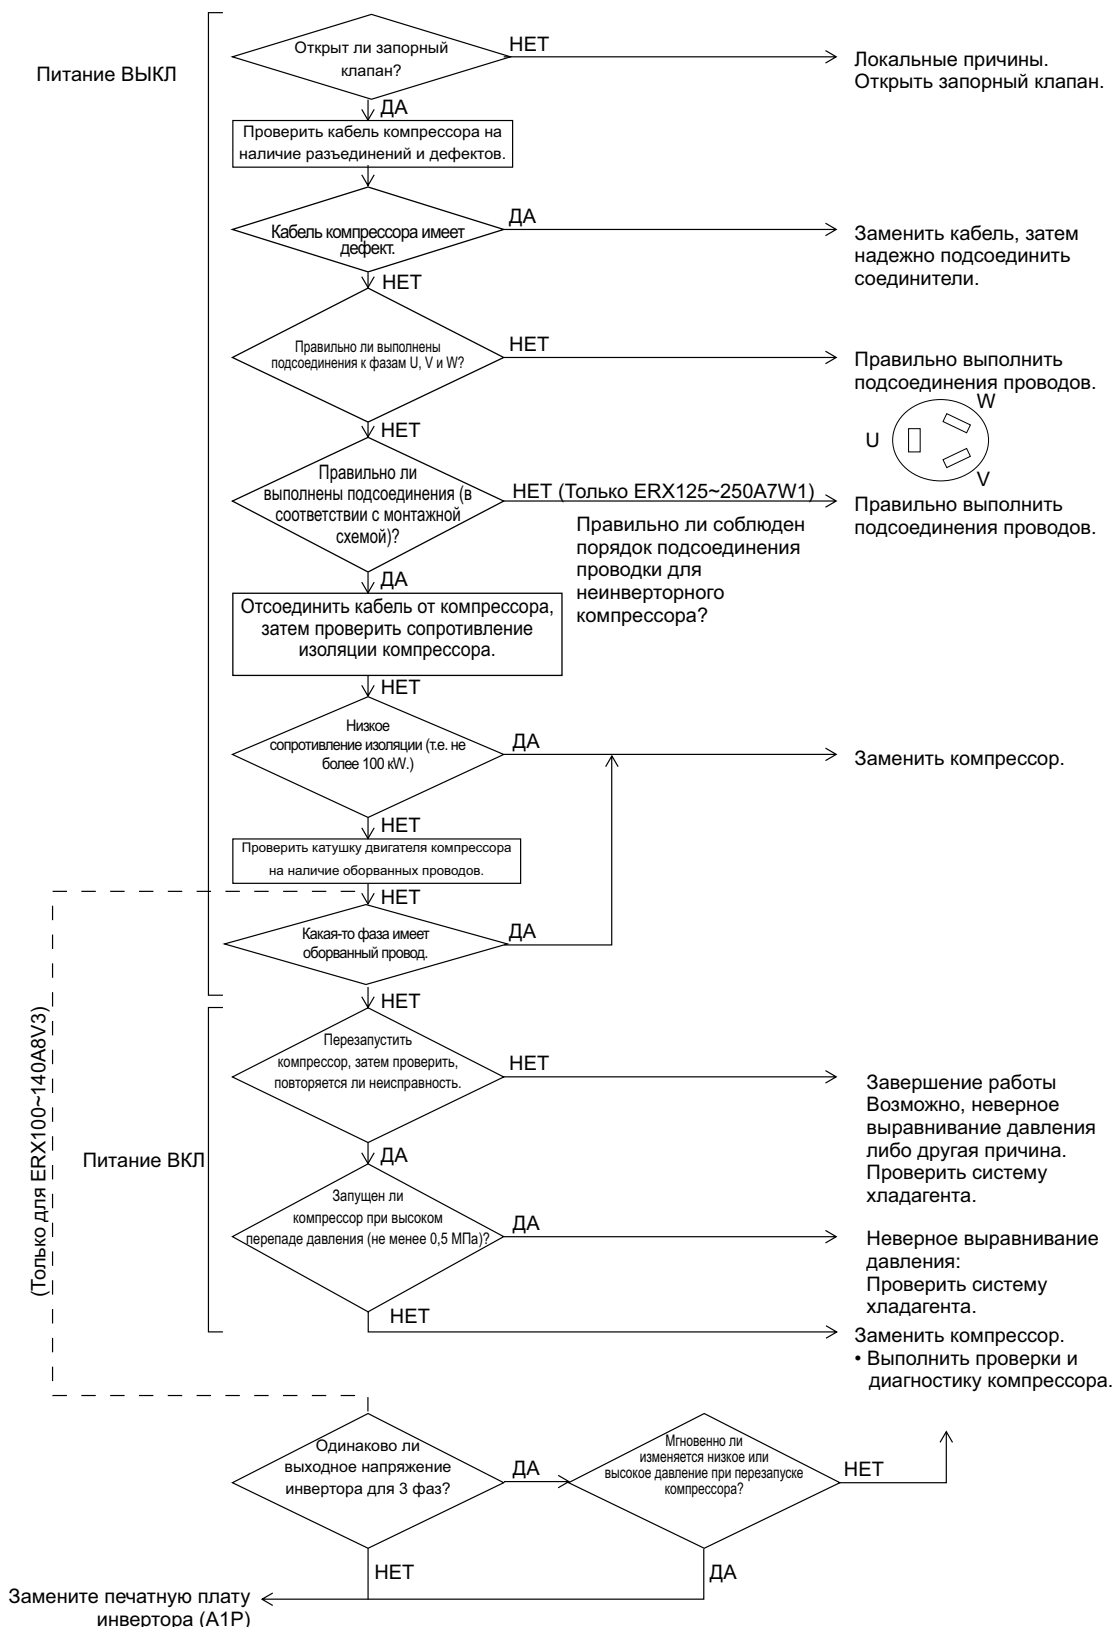 Питание ВЫКЛ
Открыт ли запорный
клапан?
НЕТ
Локальные причины.
Открыть запорный клапан.
ДА
Проверить кабель компрессора на
наличие разъединений и дефектов.
Кабель компрессора имеет
дефект.
ДА
Заменить кабель, затем
надежно подсоединить
соединители.
НЕТ
Правильно ли выполнены
подсоединения к фазам U, V и W?
НЕТ
Правильно выполнить
подсоединения проводов.
W
U
V
НЕТ
Правильно ли
выполнены подсоединения (в
соответствии с монтажной
схемой)?
НЕТ (Только ERX125~250A7W1)
Правильно ли соблюден
порядок подсоединения
проводки для
неинверторного
компрессора?
Правильно выполнить
подсоединения проводов.
ДА
Отсоединить кабель от компрессора,
затем проверить сопротивление
изоляции компрессора.
НЕТ
Низкое
сопротивление изоляции (т.е. не
более 100 кW.)
ДА
Заменить компрессор.
НЕТ
Проверить катушку двигателя компрессора
на наличие оборванных проводов.
НЕТ
Какая-то фаза имеет
оборванный провод.
ДА
НЕТ
(Только для ERX100~140A8V3)
Питание ВКЛ
Перезапустить
компрессор, затем проверить,
повторяется ли неисправность.
НЕТ
Завершение работы
Возможно, неверное
выравнивание давления
либо другая причина.
Проверить систему
хладагента.
ДА
Запущен ли
компрессор при высоком
перепаде давления (не менее 0,5 МПа)?
ДА
Неверное выравнивание
давления:
Проверить систему
хладагента.
НЕТ
Заменить компрессор.
• Выполнить проверки и
диагностику компрессора.
Одинаково ли
выходное напряжение
инвертора для 3 фаз?
ДА
Мгновенно ли
изменяется низкое или
высокое давление при перезапуске
компрессора?
НЕТ
НЕТ
ДА
Замените печатную плату
инвертора (A1P)